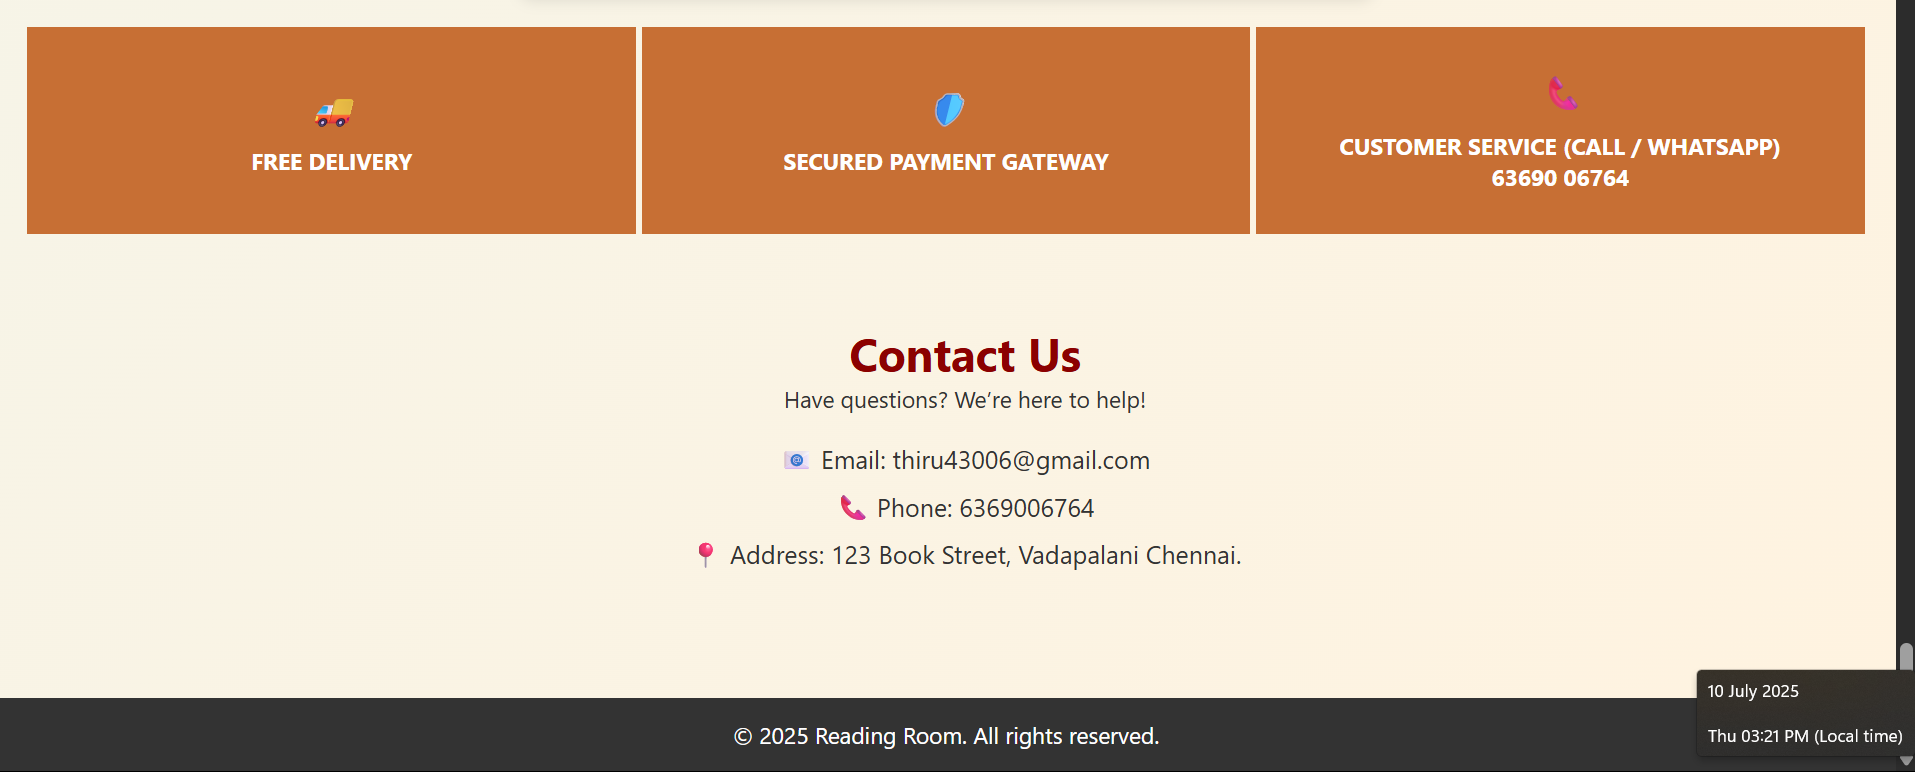 FREE DELIVERY
SECURED PAYMENT GATEWAY
CUSTOMER SERVICE (CALL / WHATSAPP)
63690 06764
Contact Us
Have questions? We’re here to help!
Email: thiru43006@gmail.com
Phone: 6369006764
Address: 123 Book Street, Vadapalani Chennai.
© 2025 Reading Room. All rights reserved.
10 July 2025
Thu 03:21 PM (Local time)